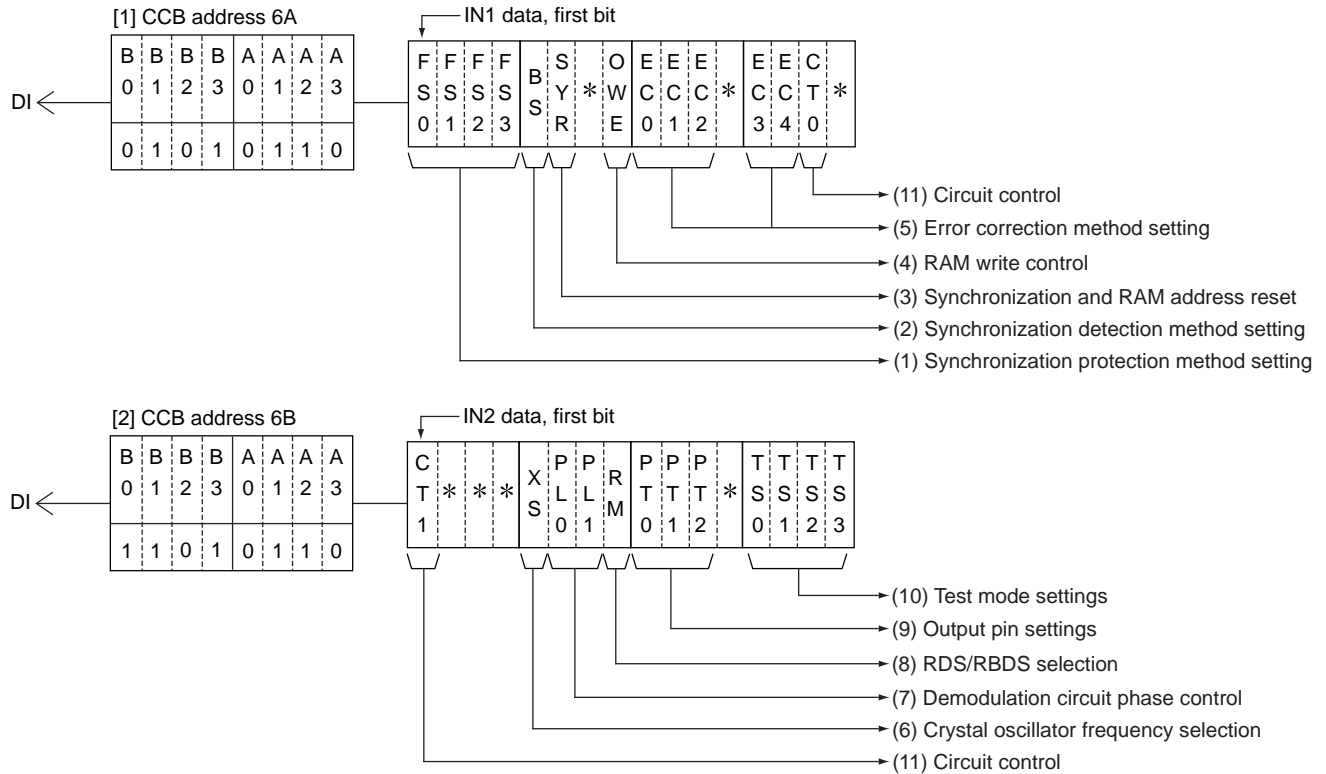 [1] CCB address 6A
IN1 data, first bit
B0 B1 B2 B3 A0 A1 A2 A3
FS0 FS1 FS2 FS3 BS SYR * OWE EC0 EC1 EC2 * EC3 EC4 CT0 *
DI
0 1 0 1 0 1 1 0
(11) Circuit control
(5) Error correction method setting
(4) RAM write control
(3) Synchronization and RAM address reset
(2) Synchronization detection method setting
(1) Synchronization protection method setting
[2] CCB address 6B
IN2 data, first bit
B0 B1 B2 B3 A0 A1 A2 A3
CT1 * * * XS PL0 PL1 RM PT0 PT1 PT2 * TS0 TS1 TS2 TS3
DI
1 1 0 1 0 1 1 0
(10) Test mode settings
(9) Output pin settings
(8) RDS/RBDS selection
(7) Demodulation circuit phase control
(6) Crystal oscillator frequency selection
(11) Circuit control